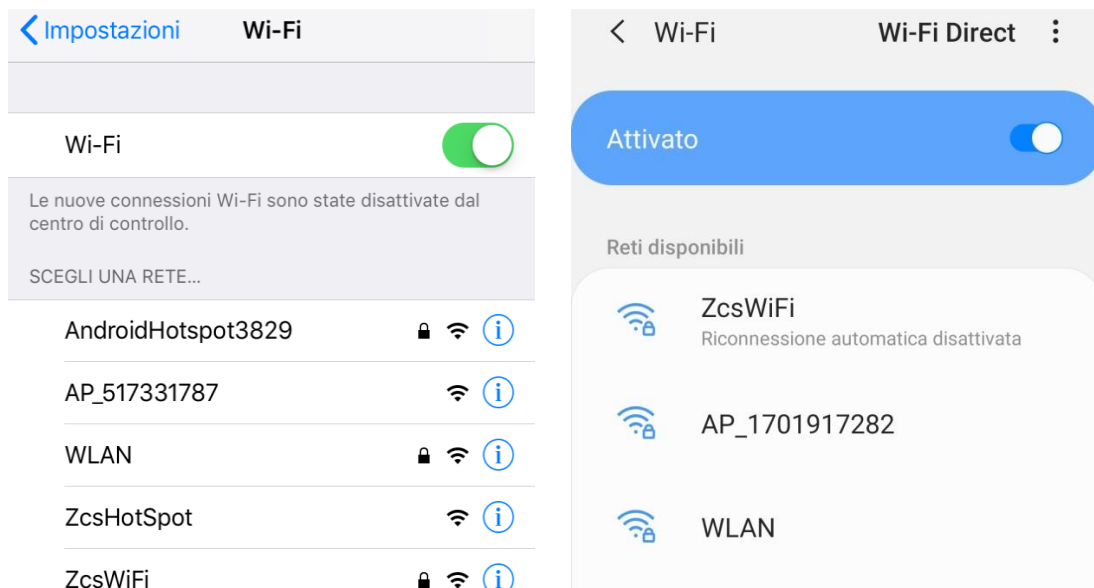 Impostazioni Wi-Fi
Wi-Fi
Le nuove connessioni Wi-Fi sono state disattivate dal
centro di controllo.
SCEGLI UNA RETE...
AndroidHotspot3829
AP_517331787
WLAN
ZcsHotSpot
ZcsWiFi
Wi-Fi Wi-Fi Direct
Attivato
Reti disponibili
ZcsWiFi
Riconnessione automatica disattivata
AP_1701917282
WLAN